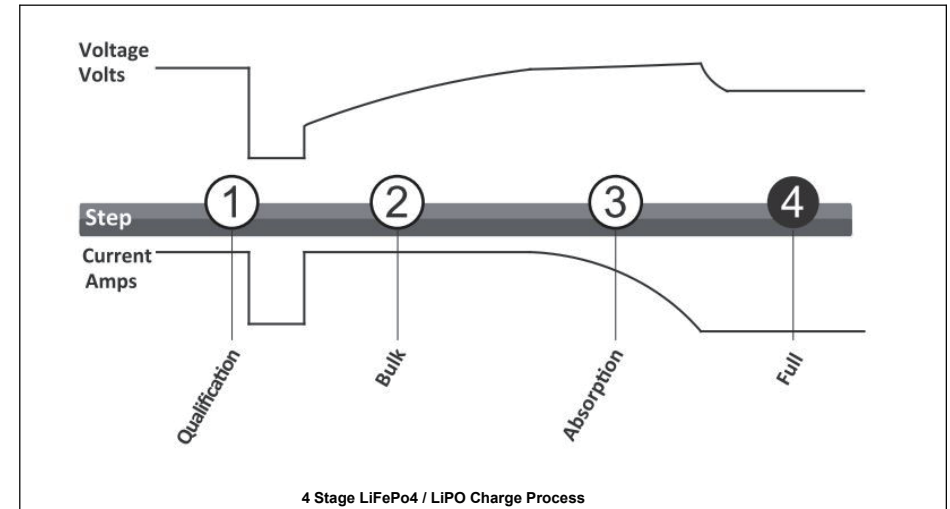 Voltage
Volts
1
2
3
4
Step
Current
Amps
Qualification
Bulk
Absorption
Full
4 Stage LiFePo4 / LiPO Charge Process